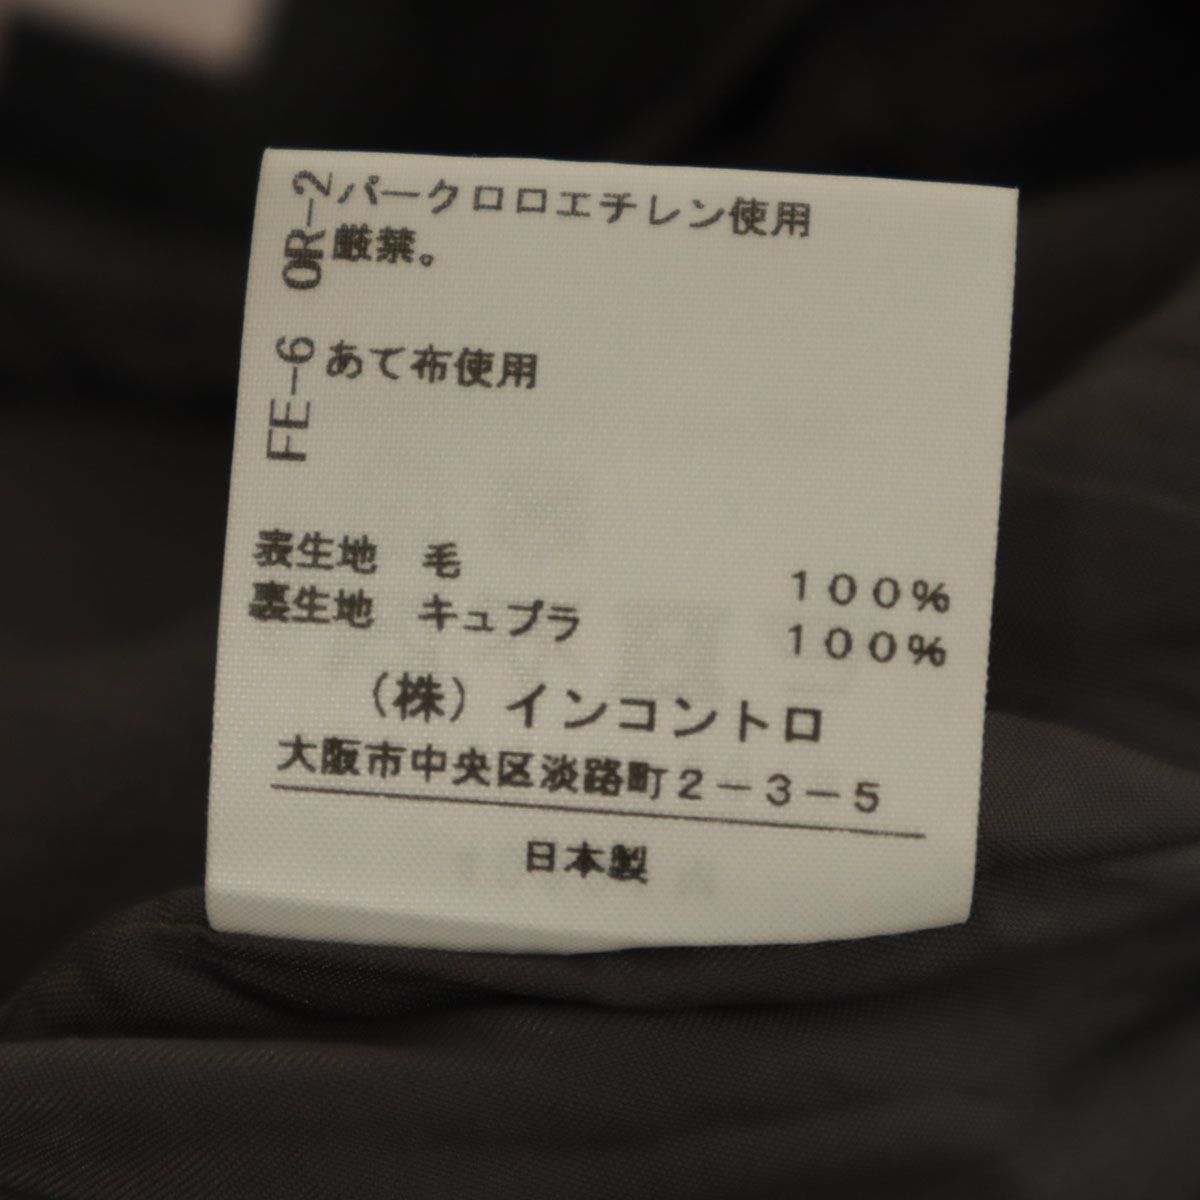 パークロロエチレン使用
厳禁。
OR-2
あて布使用
FE-6
表生地 毛 100%
裏生地 キュプラ 100%
(株)インコントロ
大阪市中央区淡路町2-3-5
日本製